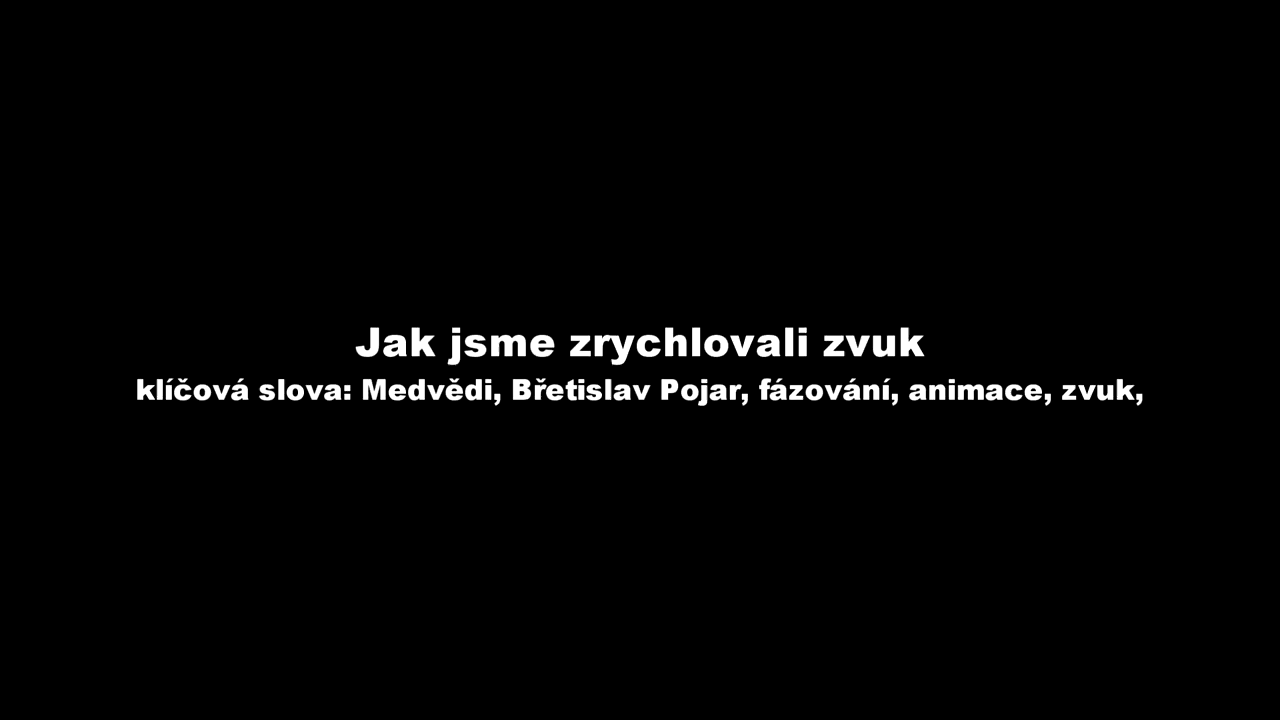 Jak jsme zrychlovali zvuk
klíčová slova: Medvědi, Břetislav Pojar, fázování, animace, zvuk,